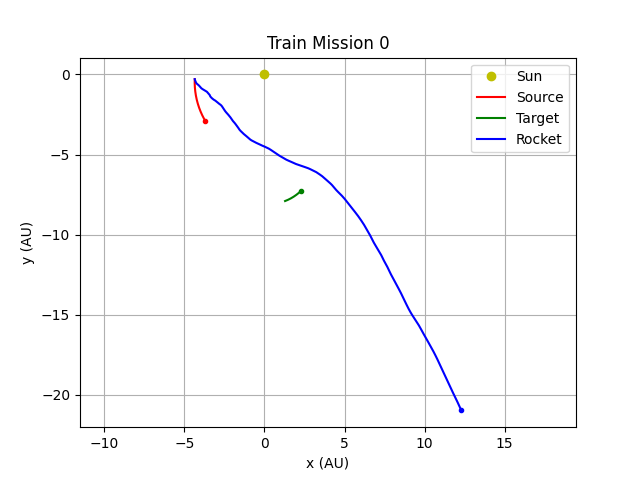 Train Mission 0
Sun
Source
Target
Rocket
0
−5
−10
−15
−20
y (AU)
−10
−5
0
5
10
15
x (AU)